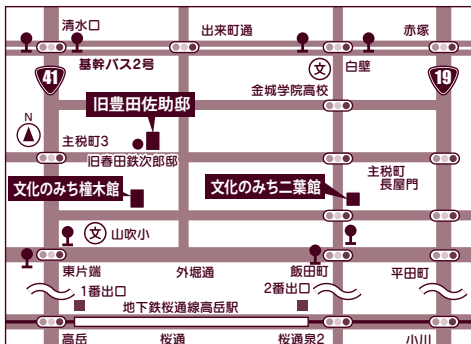 清水口
出来町通
赤塚
基幹バス2号
文
白壁
41
19
金城学院高校
旧豊田佐助邸
N
主税町3
旧春田鉄次郎邸
主税町
長屋門
文化のみち橦木館
文化のみち二葉館
文
山吹小
東片端
外堀通
飯田町
平田町
1番出口
2番出口
地下鉄桜通線高岳駅
高岳
桜通
桜通泉2
小川